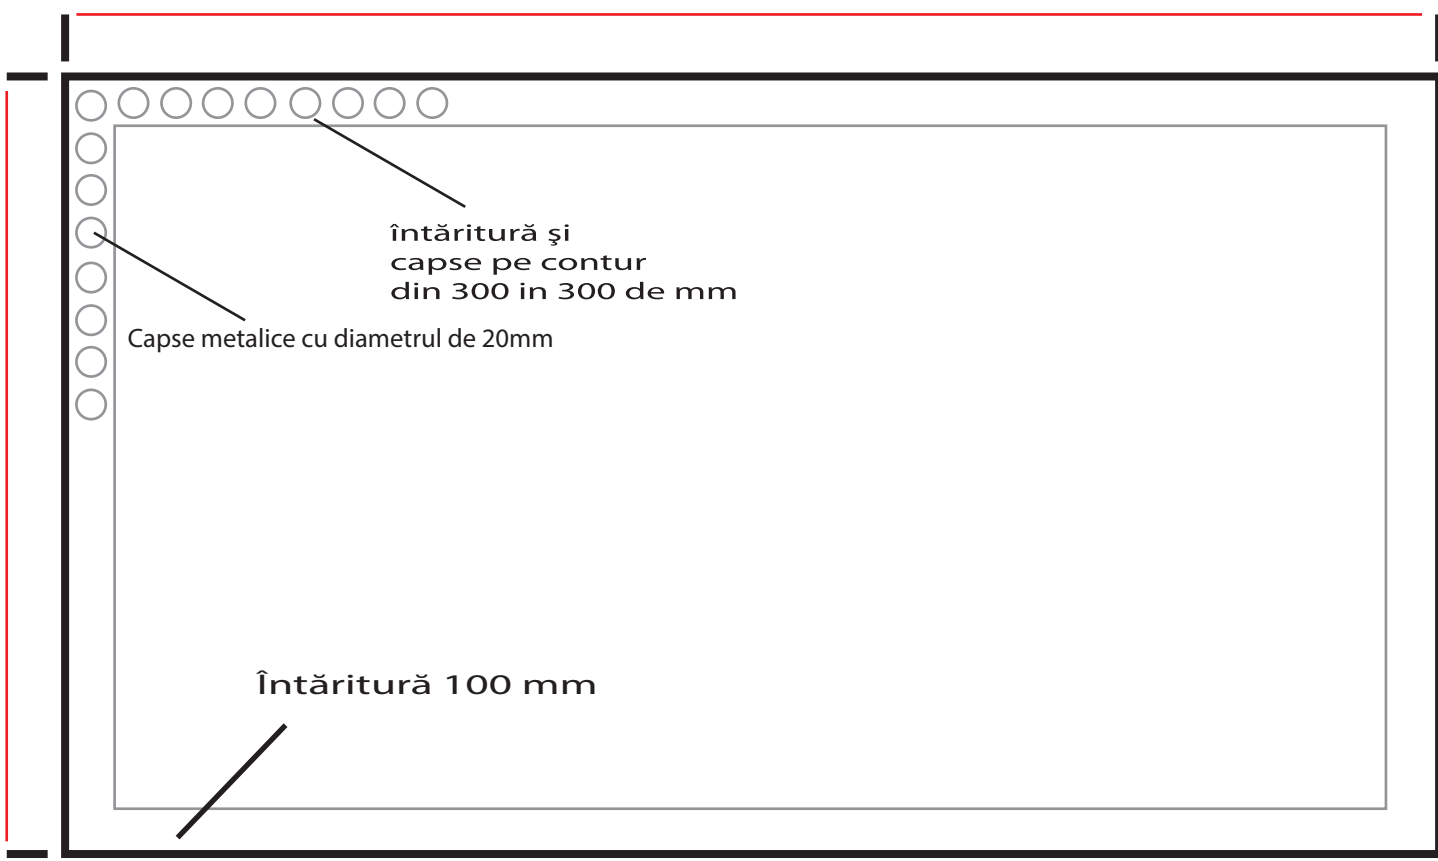 întăritură şi
capse pe contur
din 300 in 300 de mm
Capse metalice cu diametrul de 20mm
Întăritură 100 mm